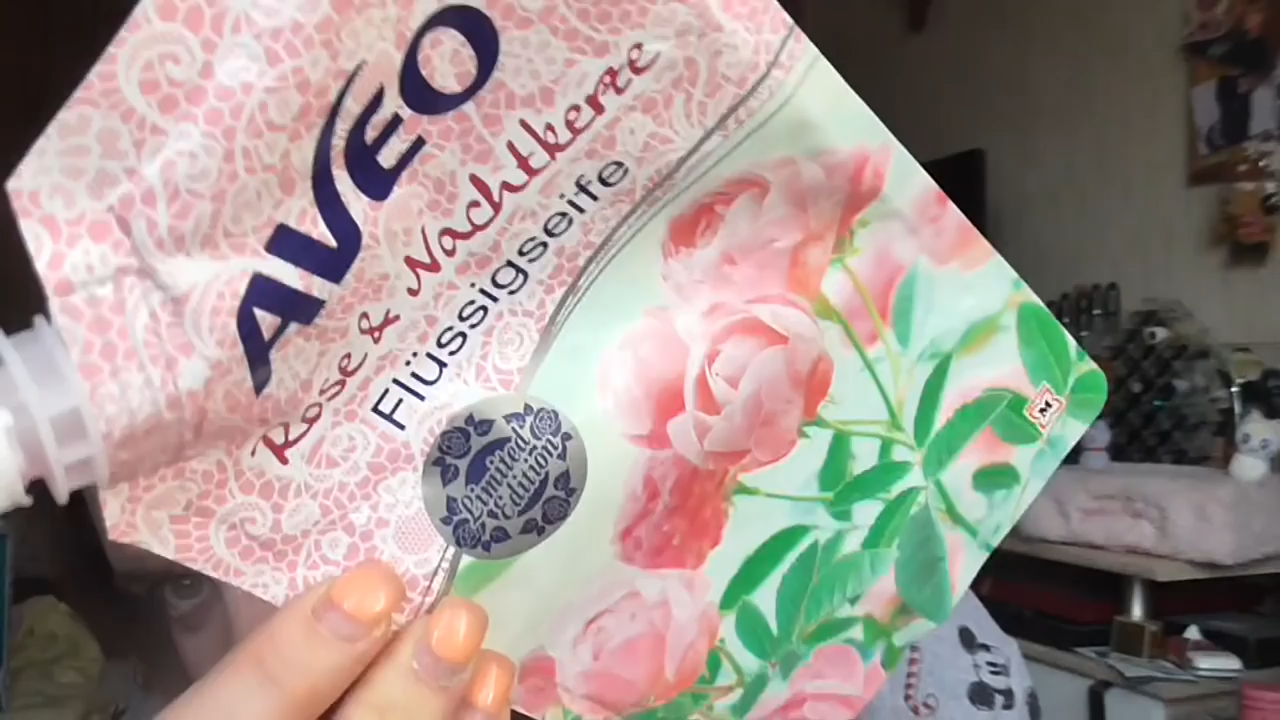 AVEO
Rose & Nachtkerze
Flüssigseife
Limited
Edition
M